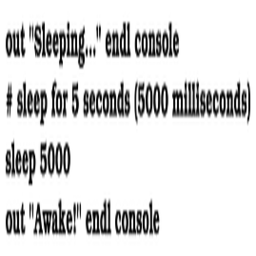 out "Sleeping..." endl console
# sleep for 5 seconds (5000 milliseconds)
sleep 5000
out "Awake!" endl console